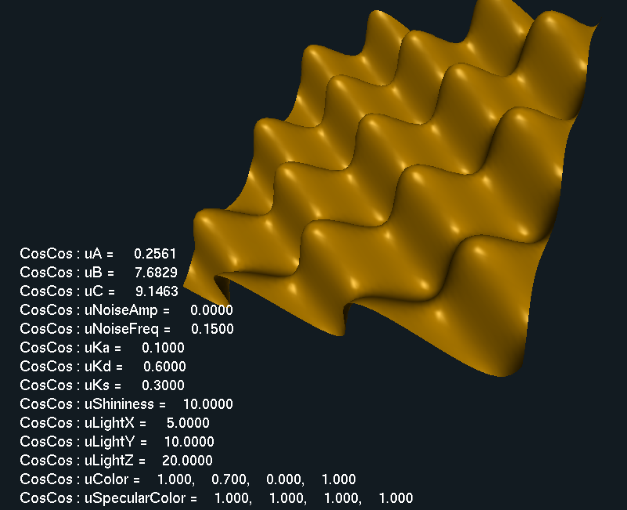 CosCos : uA = 0.2561
CosCos : uB = 7.6829
CosCos : uC = 9.1463
CosCos : uNoiseAmp = 0.0000
CosCos : uNoiseFreq = 0.1500
CosCos : uKa = 0.1000
CosCos : uKd = 0.6000
CosCos : uKs = 0.3000
CosCos : uShininess = 10.0000
CosCos : uLightX = 5.0000
CosCos : uLightY = 10.0000
CosCos : uLightZ = 20.0000
CosCos : uColor = 1.000, 0.700, 0.000, 1.000
CosCos : uSpecularColor = 1.000, 1.000, 1.000, 1.000